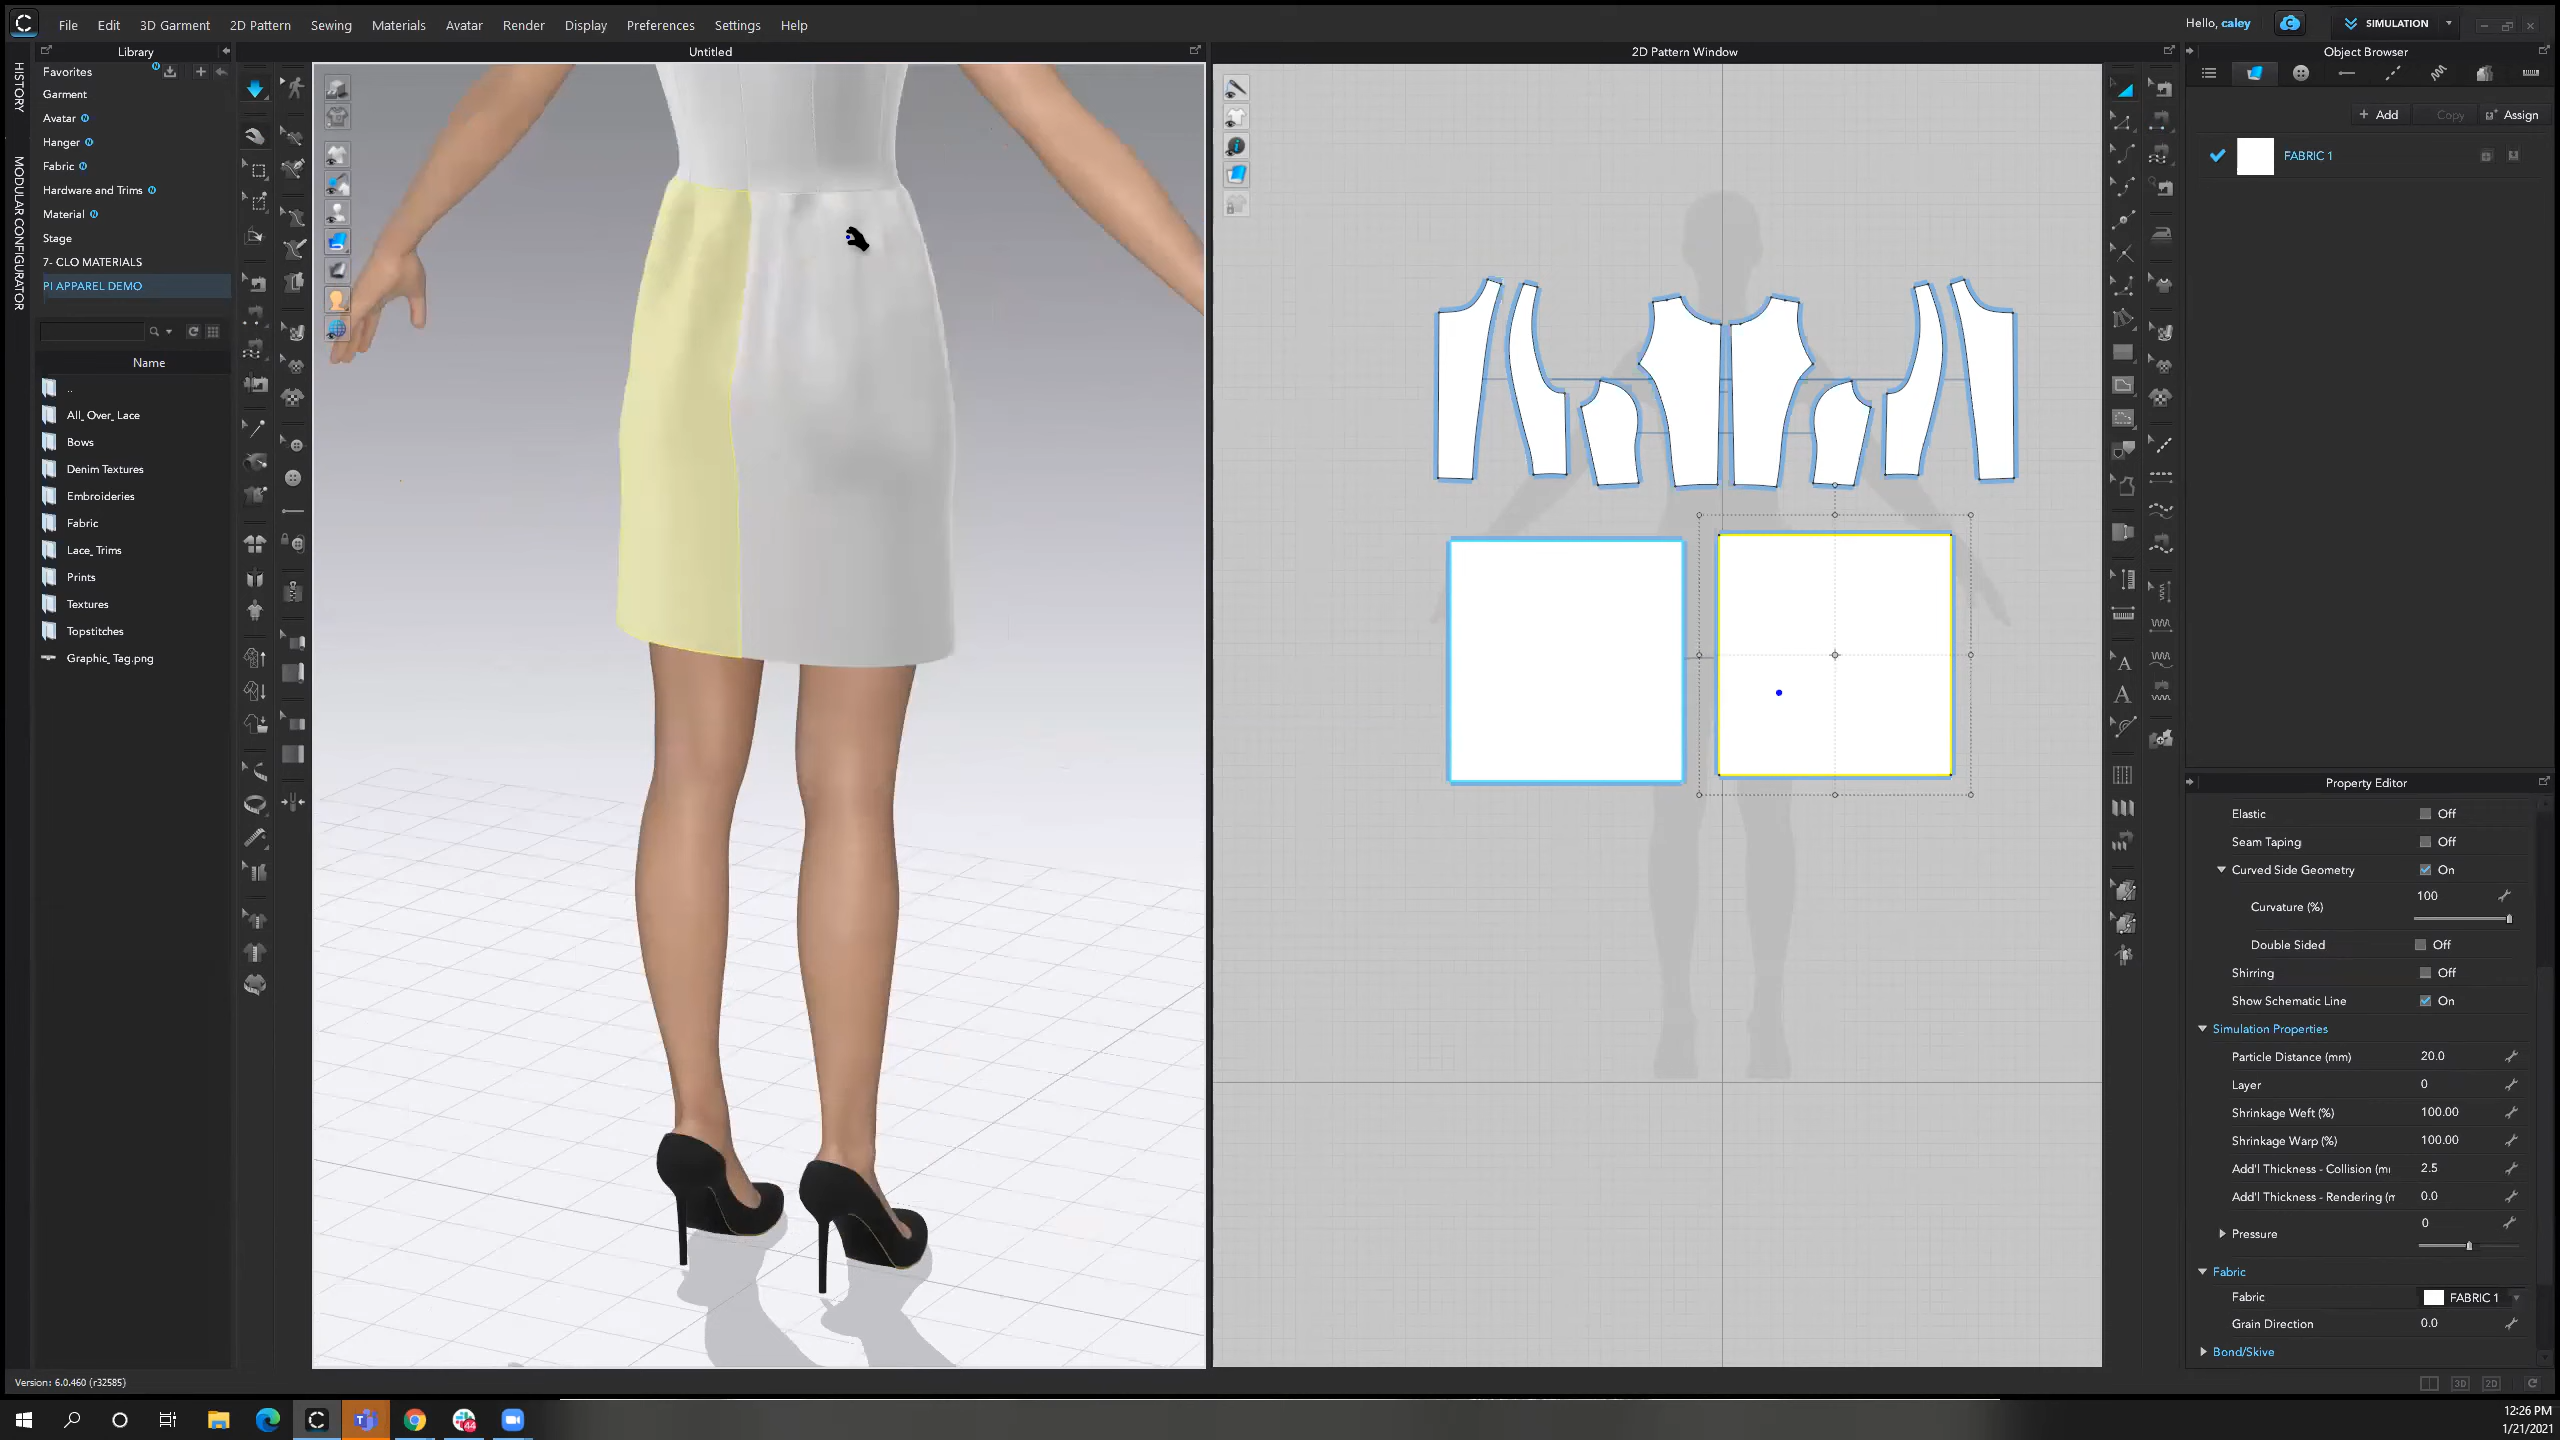 File Edit 3D Garment 2D Pattern Sewing Materials Avatar Render Display Preferences Settings Help
Hello, caley
SIMULATION
HISTORY
MODULAR CONFIGURATOR
Library
Favorites
Garment
Avatar
Hanger
Fabric
Hardware and Trims
Material
Stage
7- CLO MATERIALS
PI APPAREL DEMO
Name
..
All_Over_Lace
Bows
Denim Textures
Embroideries
Fabric
Lace_Trims
Prints
Textures
Topstitches
Graphic_Tag.png
Untitled
2D Pattern Window
Object Browser
+ Add Copy Assign
FABRIC 1
Property Editor
Elastic Off
Seam Taping Off
Curved Side Geometry On
100
Curvature (%)
Double Sided Off
Shirring Off
Show Schematic Line On
Simulation Properties
Particle Distance (mm) 20.0
Layer 0
Shrinkage Weft (%) 100.00
Shrinkage Warp (%) 100.00
Add'l Thickness - Collision (m 2.5
Add'l Thickness - Rendering (m 0.0
0
Pressure
Fabric
Fabric FABRIC 1
Grain Direction 0.0
Bond/Skive
3D 2D
Version: 6.0.460 (r32585)
44
12:26 PM
1/21/2021